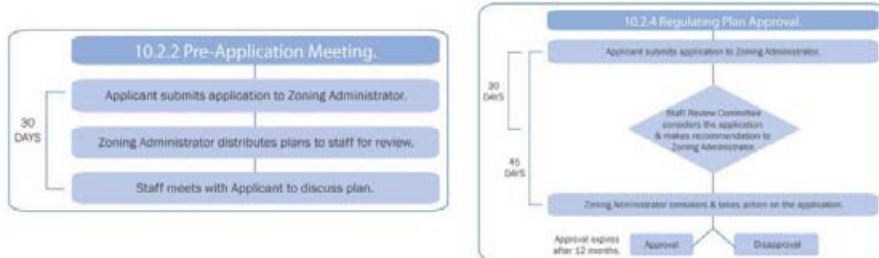 10.2.2 Pre-Application Meeting.
30
DAYS
Applicant submits application to Zoning Administrator.
Zoning Administrator distributes plans to staff for review.
Staff meets with Applicant to discuss plan.
10.2.4 Regulating Plan Approval.
Applicant submits application to Zoning Administrator.
30
DAYS
Staff Review Committee
considers the application
& makes recommendation to
Zoning Administrator.
45
DAYS
Zoning Administrator considers & takes action on the application.
Approval expires
after 12 months.
Approval
Disapproval